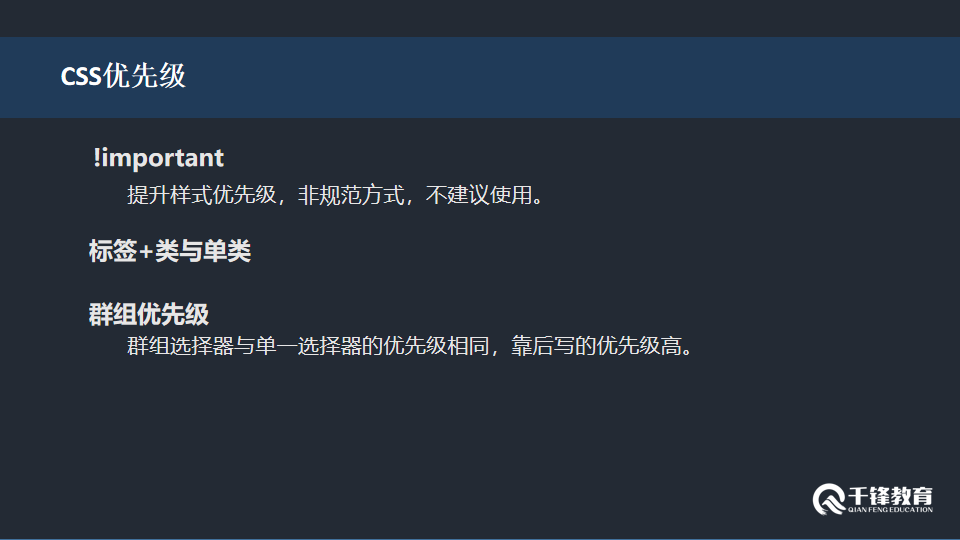 CSS优先级
!important
提升样式优先级，非规范方式，不建议使用。
标签+类与单类
群组优先级
群组选择器与单一选择器的优先级相同，靠后写的优先级高。
千锋教育
QIAN FENG EDUCATION